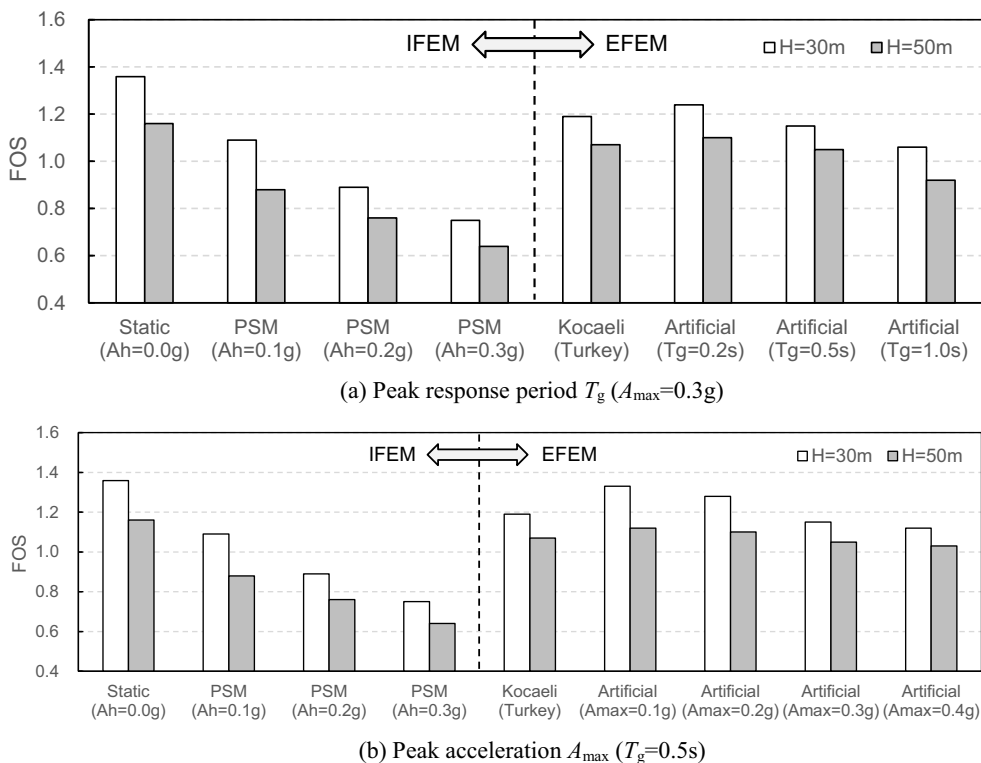 1.6
1.4
1.2
1.0
0.8
0.6
0.4
FOS
IFEM EFEM
H=30m H=50m
Static PSM PSM PSM Kocaeli Artificial Artificial Artificial
(Ah=0.0g) (Ah=0.1g) (Ah=0.2g) (Ah=0.3g) (Turkey) (Tg=0.2s) (Tg=0.5s) (Tg=1.0s)
(a) Peak response period Tg (Amax=0.3g)
1.6
1.4
1.2
1.0
0.8
0.6
0.4
FOS
IFEM EFEM
H=30m H=50m
Static PSM PSM PSM Kocaeli Artificial Artificial Artificial Artificial
(Ah=0.0g) (Ah=0.1g) (Ah=0.2g) (Ah=0.3g) (Turkey) (Amax=0.1g) (Amax=0.2g) (Amax=0.3g) (Amax=0.4g)
(b) Peak acceleration Amax (Tg=0.5s)